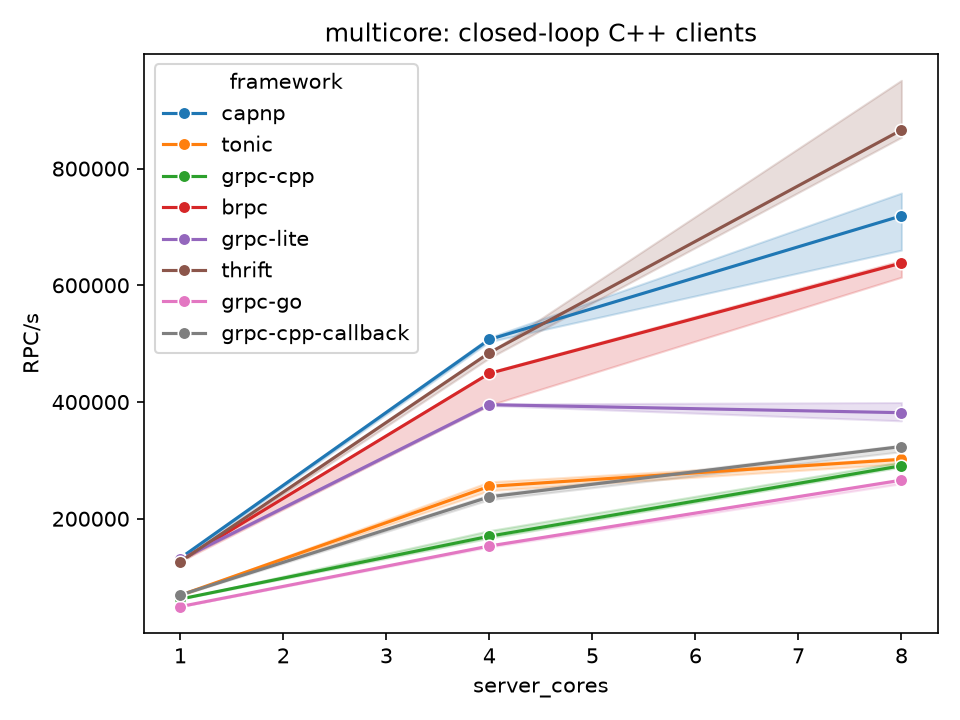 multicore: closed-loop C++ clients
framework
capnp
tonic
grpc-cpp
brpc
grpc-lite
thrift
grpc-go
grpc-cpp-callback
RPC/s
800000
600000
400000
200000
1 2 3 4 5 6 7 8
server_cores